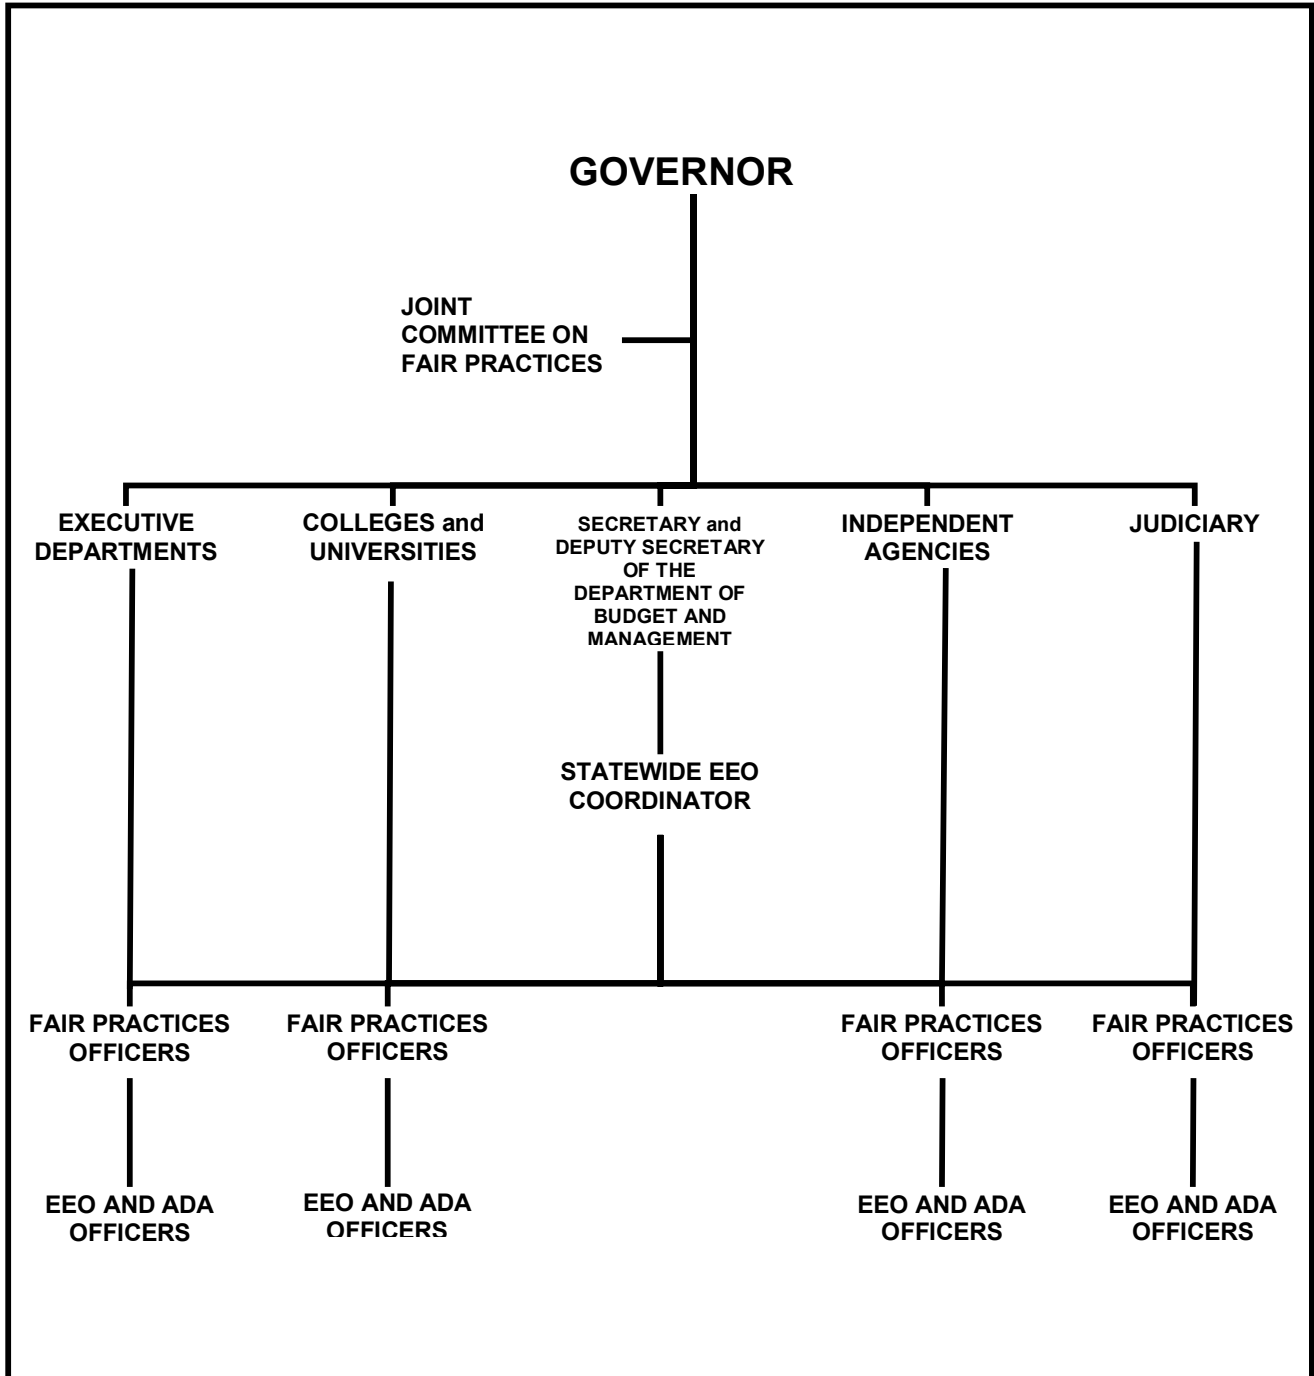 GOVERNOR
JOINT
COMMITTEE ON
FAIR PRACTICES
EXECUTIVE
DEPARTMENTS
COLLEGES and
UNIVERSITIES
SECRETARY and
DEPUTY SECRETARY
OF THE
DEPARTMENT OF
BUDGET AND
MANAGEMENT
INDEPENDENT
AGENCIES
JUDICIARY
STATEWIDE EEO
COORDINATOR
FAIR PRACTICES
OFFICERS
FAIR PRACTICES
OFFICERS
FAIR PRACTICES
OFFICERS
FAIR PRACTICES
OFFICERS
EEO AND ADA
OFFICERS
EEO AND ADA
OFFICERS
EEO AND ADA
OFFICERS
EEO AND ADA
OFFICERS